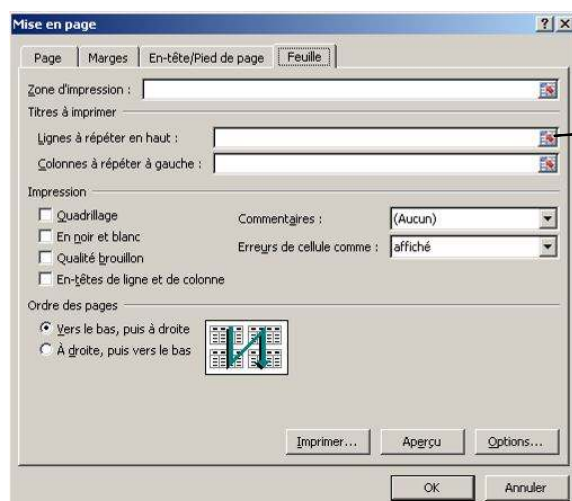 Mise en page
Page Marges En-tête/Pied de page Feuille
Zone d'impression :
Titres à imprimer
Lignes à répéter en haut :
Colonnes à répéter à gauche :
Impression
Quadrillage
Commentaires : (Aucun)
En noir et blanc
Erreurs de cellule comme : affiché
Qualité brouillon
En-têtes de ligne et de colonne
Ordre des pages
Vers le bas, puis à droite
À droite, puis vers le bas
Imprimer... Aperçu Options...
OK Annuler